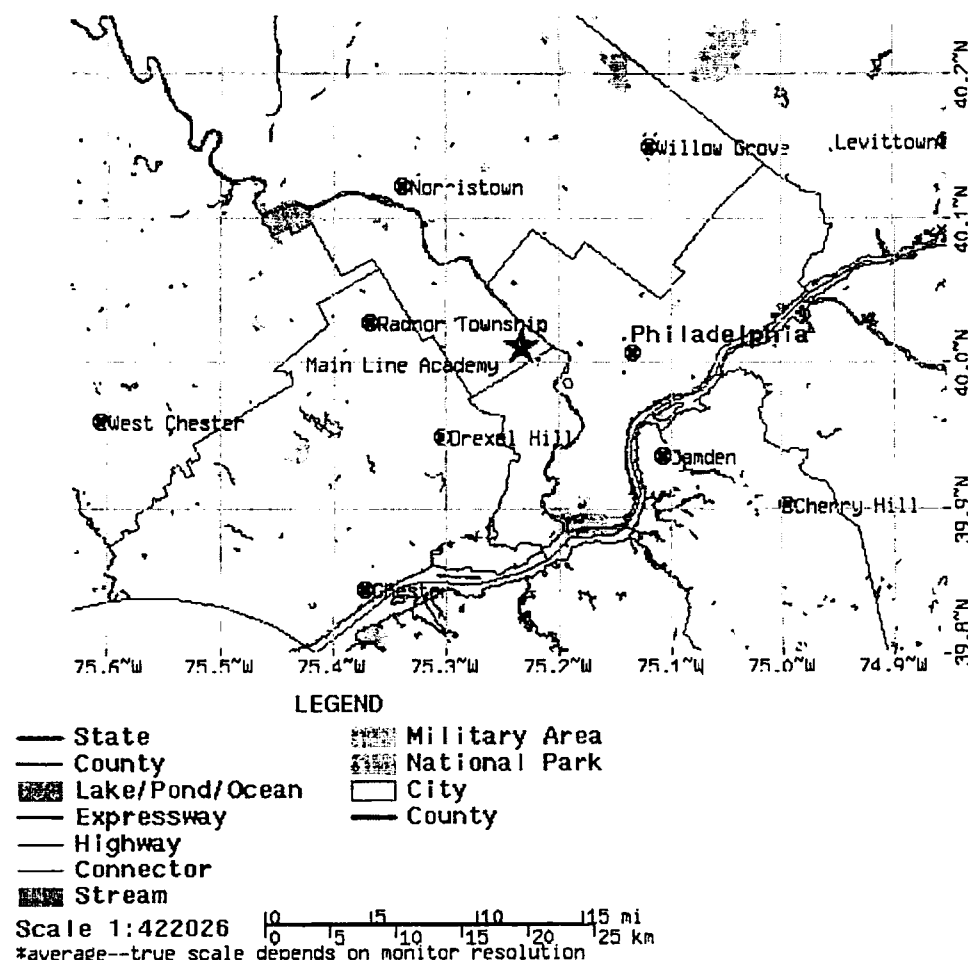 40.2°N
Willow Grove
Levittown
Norristown
40.1°N
Radnor Township
Philadelphia
Main Line Academy
40.0°N
West Chester
Drexel Hill
Camden
Cherry Hill
39.9°N
Chester
39.8°N
75.6°W 75.5°W 75.4°W 75.3°W 75.2°W 75.1°W 75.0°W 74.9°W
LEGEND
State
County
Lake/Pond/Ocean
Expressway
Highway
Connector
Stream
Military Area
National Park
City
County
Scale 1:422026
0 5 10 15 mi
0 5 10 15 20 25 km
*average--true scale depends on monitor resolution